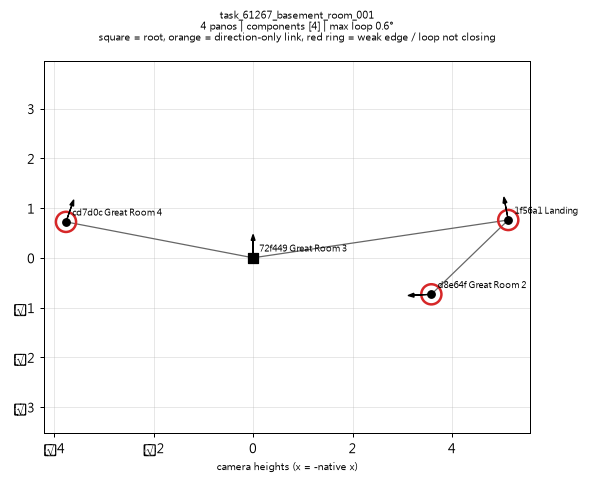 task_61267_basement_room_001
4 panos | components [4] | max loop 0.6°
square = root, orange = direction-only link, red ring = weak edge / loop not closing
3
2
1
0
√1
√2
√3
cd7d0c Great Room 4
1f56a1 Landing
72f449 Great Room 3
d8e64f Great Room 2
√4
√2
0
2
4
camera heights (x = -native x)